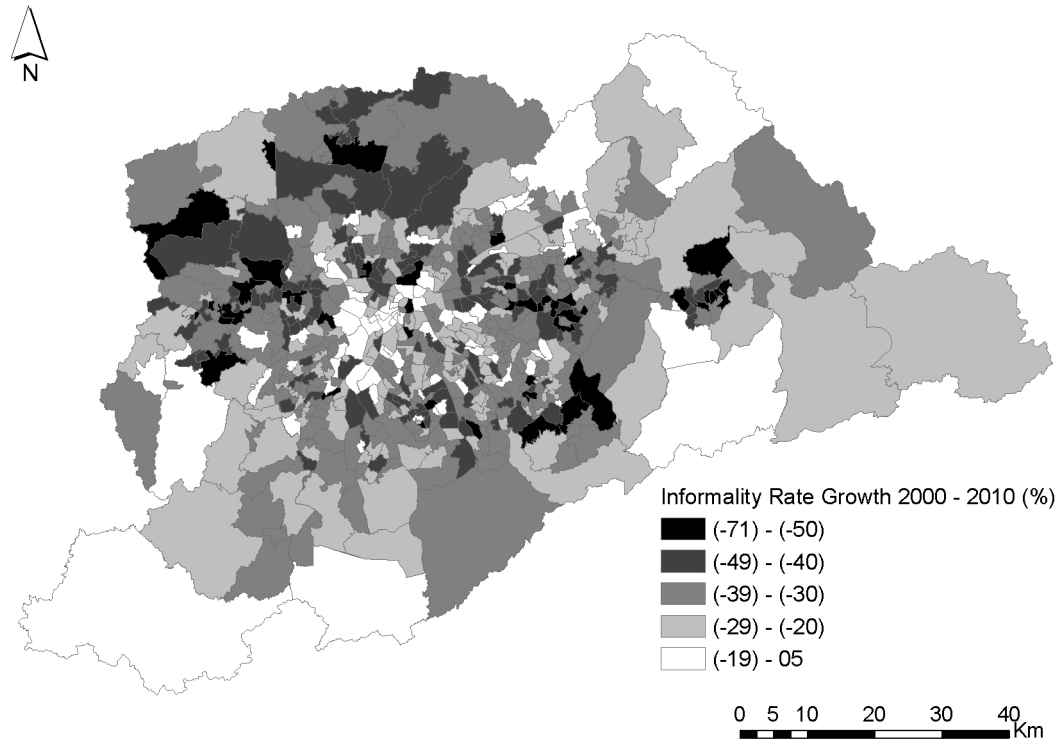 N
Informality Rate Growth 2000 - 2010 (%)
(-71) - (-50)
(-49) - (-40)
(-39) - (-30)
(-29) - (-20)
(-19) - 05
0 5 10 20 30 40
Km